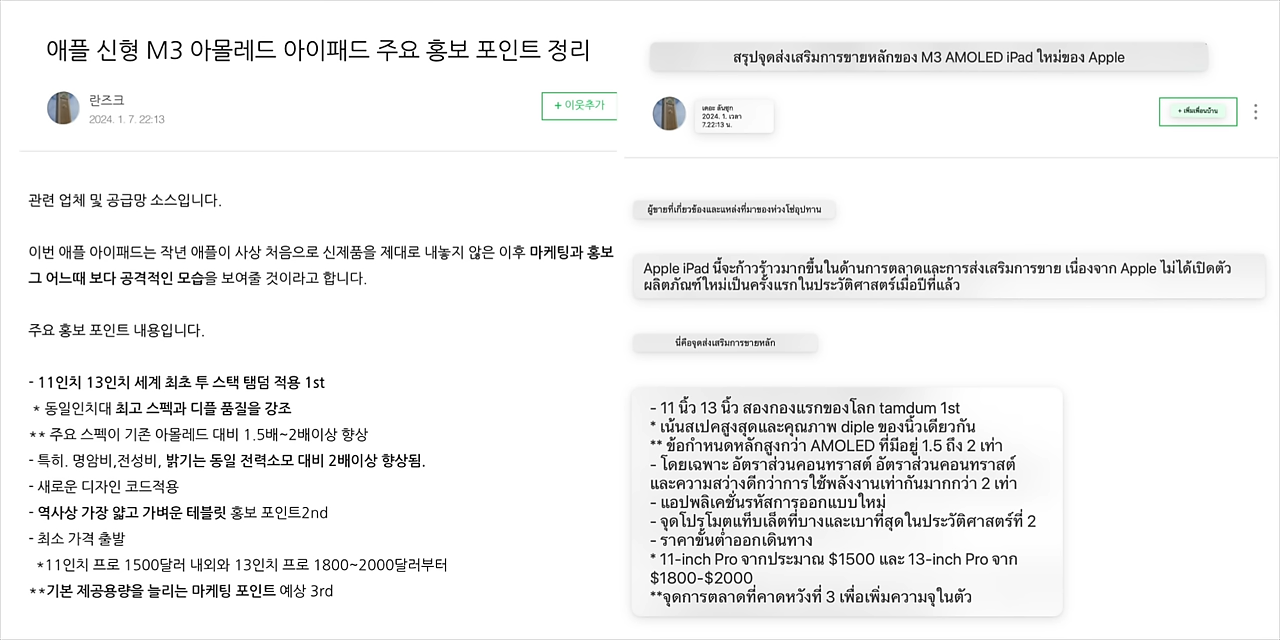 애플 신형 M3 아몰레드 아이패드 주요 홍보 포인트 정리
란즈크
2024. 1. 7. 22:13
+ 이웃추가
관련 업체 및 공급망 소스입니다.
이번 애플 아이패드는 작년 애플이 사상 처음으로 신제품을 제대로 내놓지 않은 이후 마케팅과 홍보
그 어느때 보다 공격적인 모습을 보여줄 것이라고 합니다.
주요 홍보 포인트 내용입니다.
- 11인치 13인치 세계 최초 투 스택 탬덤 적용 1st
* 동일인치대 최고 스펙과 디플 품질을 강조
** 주요 스펙이 기존 아몰레드 대비 1.5배~2배이상 향상
- 특히. 명암비,전성비, 밝기는 동일 전력소모 대비 2배이상 향상됨.
- 새로운 디자인 코드적용
- 역사상 가장 얇고 가벼운 테블릿 홍보 포인트2nd
- 최소 가격 출발
*11인치 프로 1500달러 내외와 13인치 프로 1800~2000달러부터
**기본 제공용량을 늘리는 마케팅 포인트 예상 3rd
สรุปจุดส่งเสริมการขายหลักของ M3 AMOLED iPad ใหม่ของ Apple
เดอะ ลันซุก
2024. 1. เวลา
7.22:13 น.
+ เพิ่มเพื่อนบ้าน
ผู้ขายที่เกี่ยวข้องและแหล่งที่มาของห่วงโซ่อุปทาน
Apple iPad นี้จะก้าวร้าวมากขึ้นในด้านการตลาดและการส่งเสริมการขาย เนื่องจาก Apple ไม่ได้เปิดตัว
ผลิตภัณฑ์ใหม่เป็นครั้งแรกในประวัติศาสตร์เมื่อปีที่แล้ว
นี่คือจุดส่งเสริมการขายหลัก
- 11 นิ้ว 13 นิ้ว สองกองแรกของโลก tamdum 1st
* เน้นสเปคสูงสุดและคุณภาพ diple ของนิ้วเดียวกัน
** ข้อกำหนดหลักสูงกว่า AMOLED ที่มีอยู่ 1.5 ถึง 2 เท่า
- โดยเฉพาะ อัตราส่วนคอนทราสต์ อัตราส่วนคอนทราสต์
และความสว่างดีกว่าการใช้พลังงานเท่ากันมากกว่า 2 เท่า
- แอปพลิเคชั่นรหัสการออกแบบใหม่
- จุดโปรโมตแท็บเล็ตที่บางและเบาที่สุดในประวัติศาสตร์ที่ 2
- ราคาขั้นต่ำออกเดินทาง
* 11-inch Pro จากประมาณ $1500 และ 13-inch Pro จาก
$1800-$2000
**จุดการตลาดที่คาดหวังที่ 3 เพื่อเพิ่มความจุในตัว